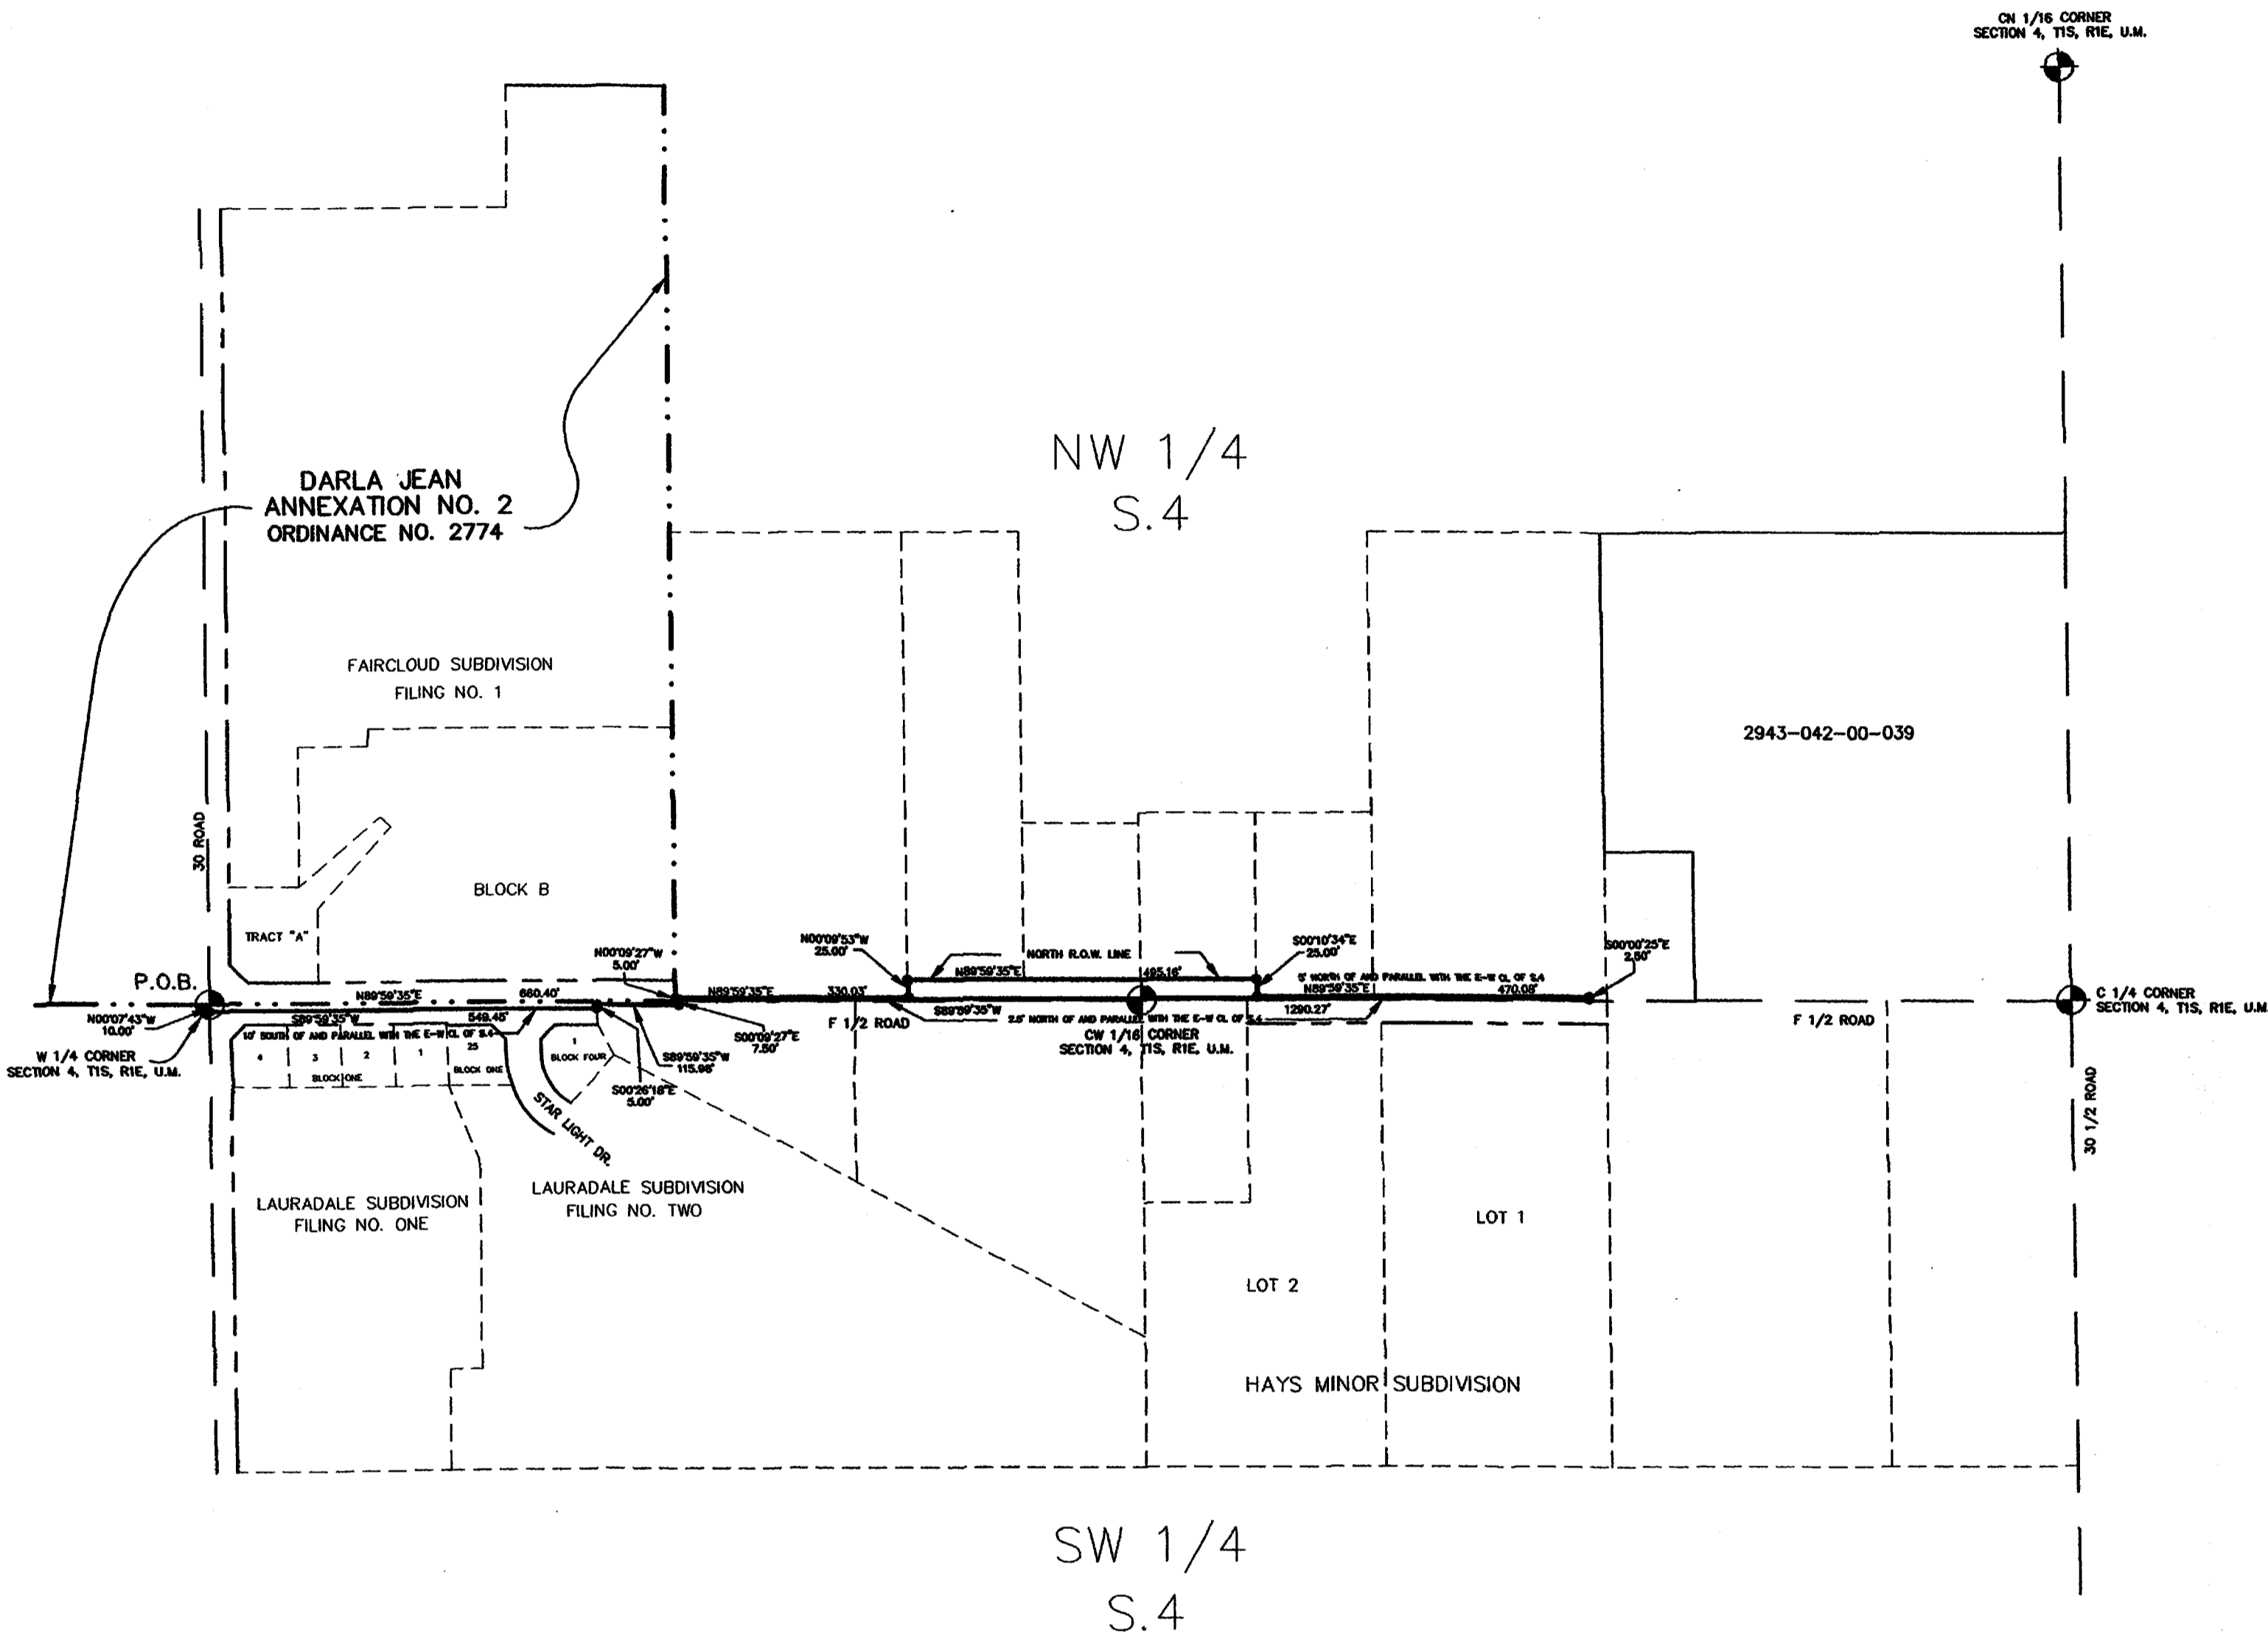 CN 1/16 CORNER
SECTION 4, T1S, R1E, U.M.
NW 1/4
S.4
DARLA JEAN
ANNEXATION NO. 2
ORDINANCE NO. 2774
FAIRCLOUD SUBDIVISION
FILING NO. 1
2943-042-00-039
30 ROAD
BLOCK B
TRACT "A"
N00°09'27"W
5.00'
N00°09'53"W
25.00'
NORTH R.O.W. LINE
S00°10'34"E
25.00'
S00°00'25"E
2.50'
N89°59'35"E
495.16'
5' NORTH OF AND PARALLEL WITH THE E-W CL OF S.4
P.O.B.
N89°59'35"E
660.40'
N89°59'35"E
330.03'
N89°59'35"E
470.08'
C 1/4 CORNER
SECTION 4, T1S, R1E, U.M.
N00°07'43"W
10.00'
S89°59'35"W
549.45'
S89°59'35"W
1290.27'
2.5' NORTH OF AND PARALLEL WITH THE E-W CL OF S.4
F 1/2 ROAD
F 1/2 ROAD
10' SOUTH OF AND PARALLEL WITH THE E-W CL OF S.4
S00°09'27"E
7.50'
CW 1/16 CORNER
SECTION 4, T1S, R1E, U.M.
W 1/4 CORNER
SECTION 4, T1S, R1E, U.M.
4
3
2
1
25
BLOCK ONE
BLOCK ONE
1
BLOCK FOUR
S89°59'35"W
115.96'
S00°26'18"E
5.00'
STAR LIGHT DR.
30 1/2 ROAD
LAURADALE SUBDIVISION
FILING NO. ONE
LAURADALE SUBDIVISION
FILING NO. TWO
LOT 1
LOT 2
HAYS MINOR SUBDIVISION
SW 1/4
S.4